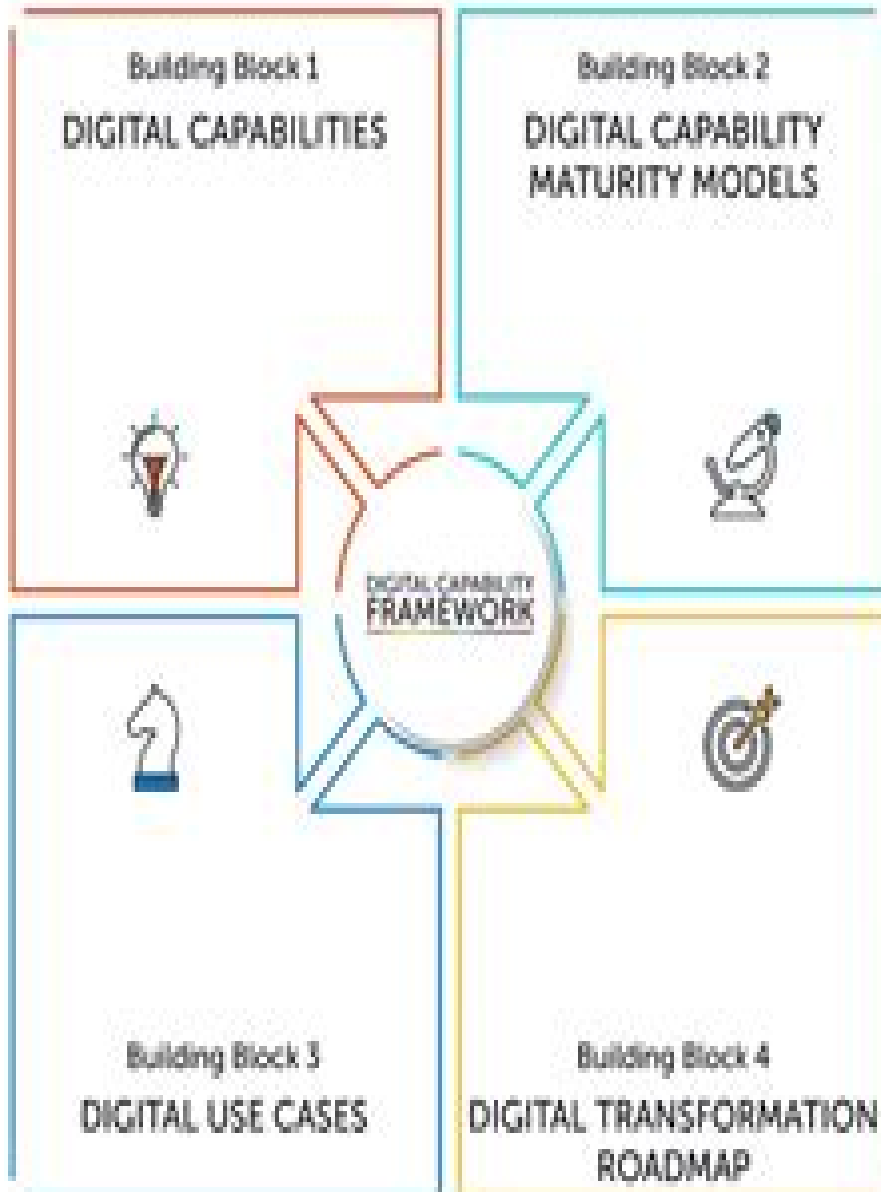 Building Block 1
DIGITAL CAPABILITIES
Building Block 2
DIGITAL CAPABILITY
MATURITY MODELS
DIGITAL CAPABILITY
FRAMEWORK
Building Block 3
DIGITAL USE CASES
Building Block 4
DIGITAL TRANSFORMATION
ROADMAP